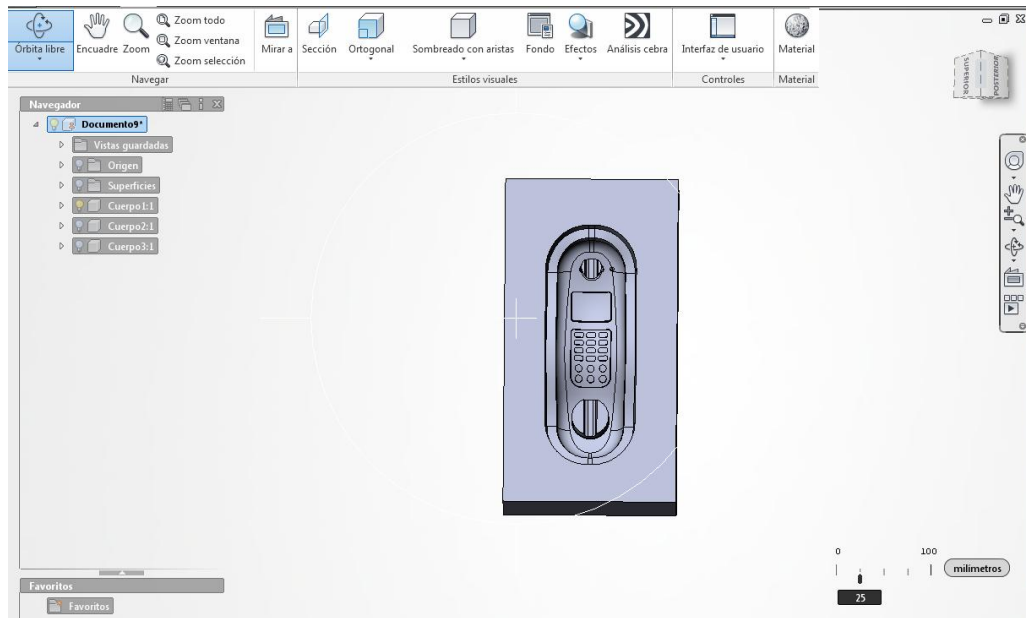 Órbita libre
Encuadre
Zoom
Zoom todo
Zoom ventana
Zoom selección
Mirar a
Sección
Ortogonal
Sombreado con aristas
Fondo
Efectos
Análisis cebra
Interfaz de usuario
Material
Navegar
Estilos visuales
Controles
Material
SUPERIOR
POSTERIOR
Navegador
Documento9*
Vistas guardadas
Origen
Superficies
Cuerpo1:1
Cuerpo2:1
Cuerpo3:1
0
100
milímetros
25
Favoritos
Favoritos